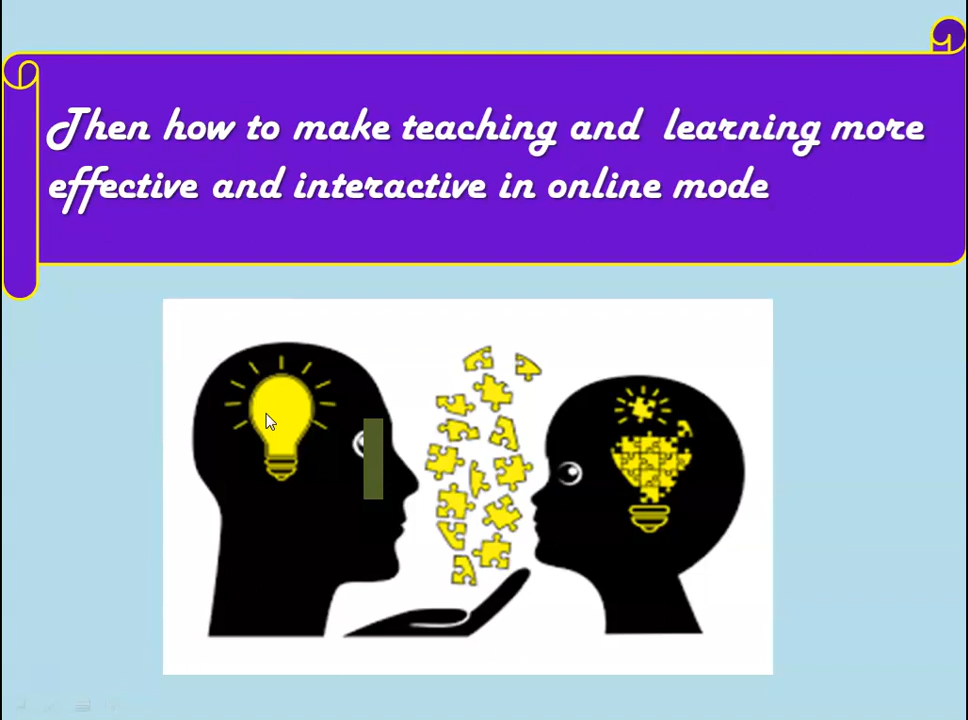 Then how to make teaching and learning more
effective and interactive in online mode